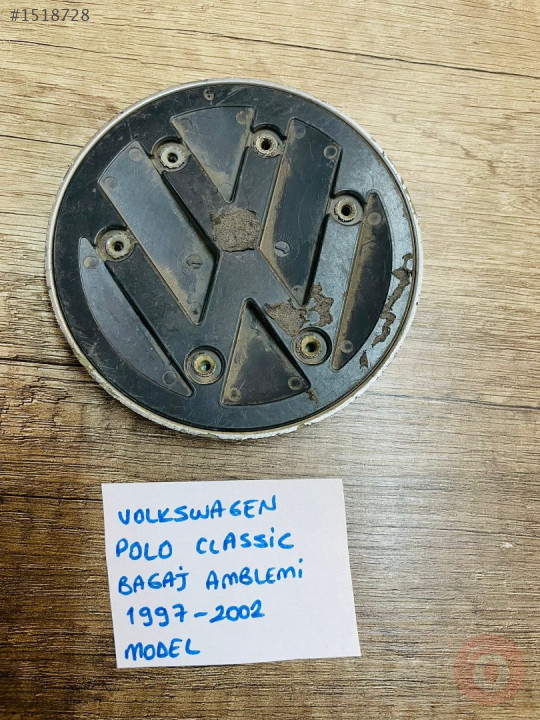 #1518728
VOLKSWAGEN
POLO CLASSIC
BAGAJ AMBLEMİ
1997-2002
MODEL